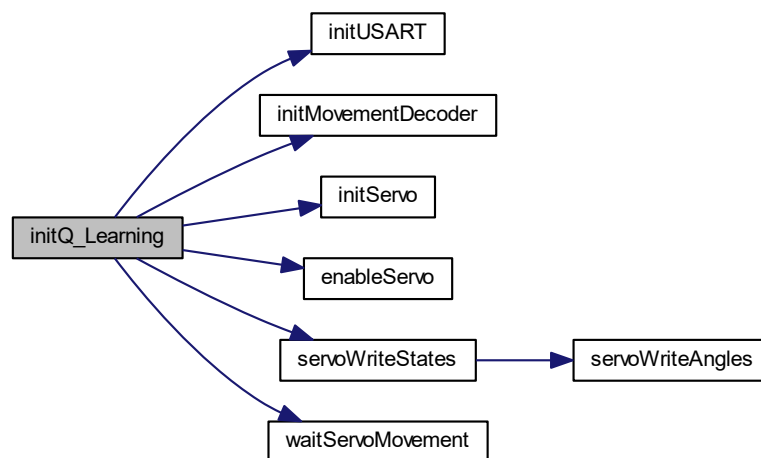 initUSART
initMovementDecoder
initServo
initQ_Learning
enableServo
servoWriteStates
servoWriteAngles
waitServoMovement